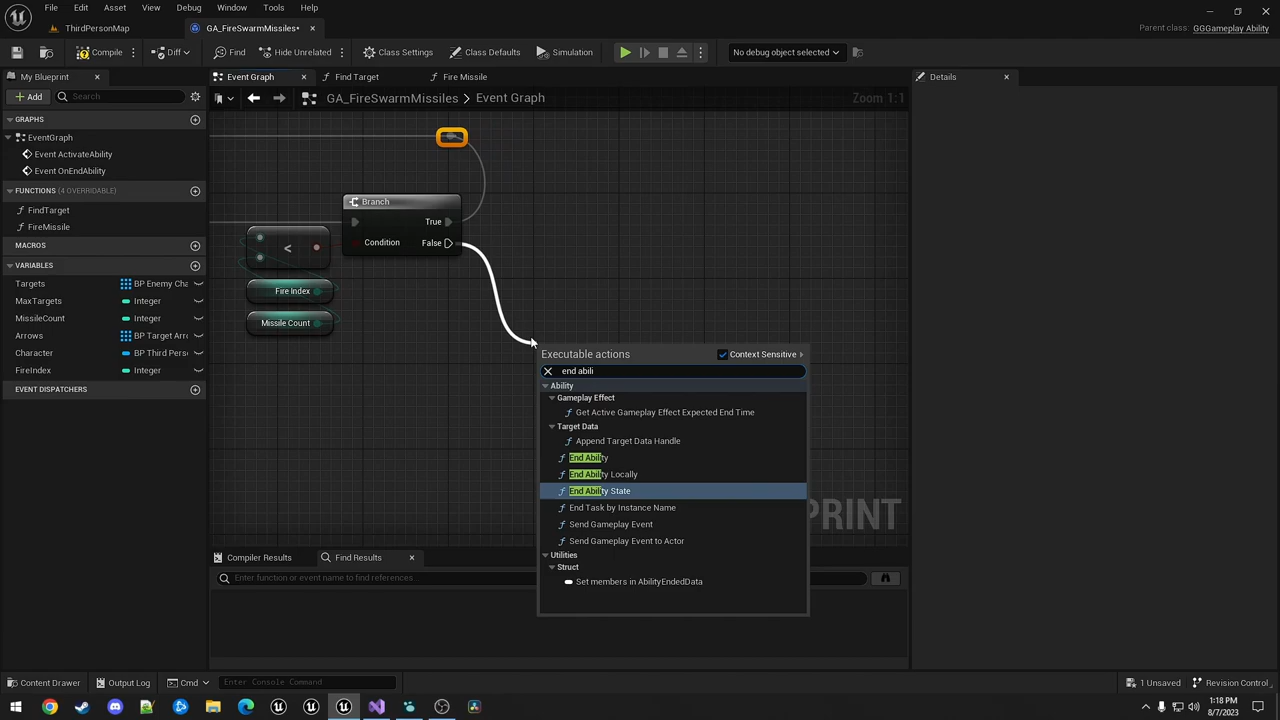 File Edit Asset View Debug Window Tools Help
ThirdPersonMap
GA_FireSwarmMissiles*
Parent class: GGGameplay Ability
Compile
Diff
Find
Hide Unrelated
Class Settings
Class Defaults
Simulation
No debug object selected
My Blueprint
Event Graph
Find Target
Fire Missile
Details
Add
Search
GA_FireSwarmMissiles > Event Graph
Zoom 1:1
GRAPHS
EventGraph
Event ActivateAbility
Event OnEndAbility
FUNCTIONS (4 OVERRIDABLE)
FindTarget
FireMissile
MACROS
VARIABLES
Targets BP Enemy Cha
MaxTargets Integer
MissileCount Integer
Arrows BP Target Arro
Character BP Third Perso
FireIndex Integer
EVENT DISPATCHERS
Branch
True
Condition False
<
Fire Index
Missile Count
Executable actions
Context Sensitive
end abili
Ability
Gameplay Effect
Get Active Gameplay Effect Expected End Time
Target Data
Append Target Data Handle
End Ability
End Ability Locally
End Ability State
End Task by Instance Name
Send Gameplay Event
Send Gameplay Event to Actor
Utilities
Struct
Set members in AbilityEndedData
PRINT
Compiler Results
Find Results
Enter function or event name to find references...
Content Drawer
Output Log
Cmd
Enter Console Command
1 Unsaved
Revision Control
1:18 PM
8/7/2023